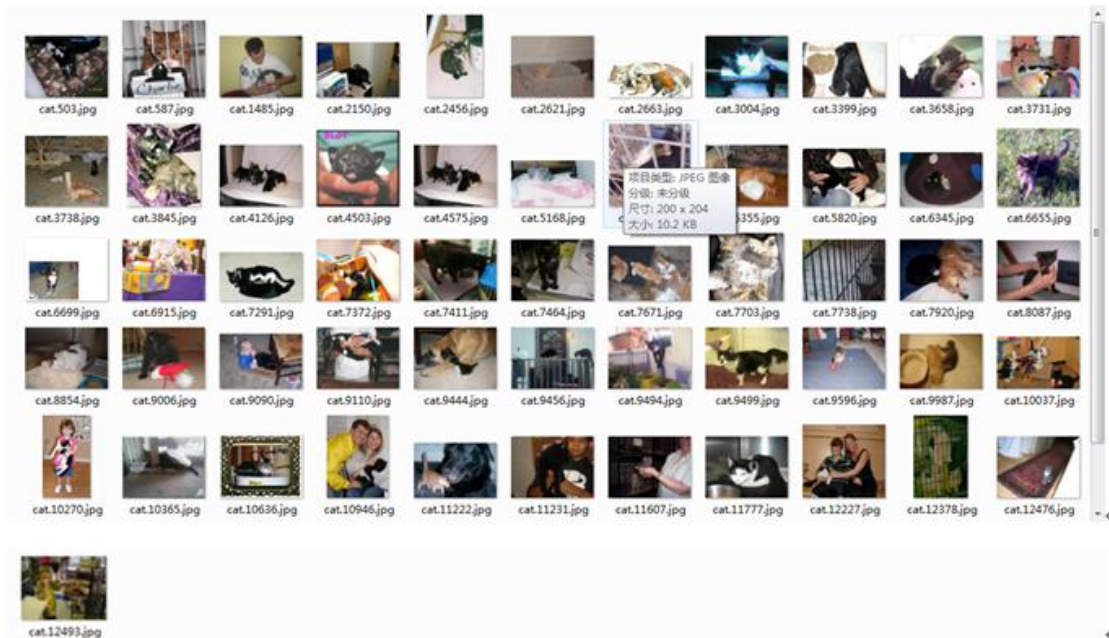 cat.503.jpg
cat.587.jpg
cat.1485.jpg
cat.2150.jpg
cat.2456.jpg
cat.2621.jpg
cat.2663.jpg
cat.3004.jpg
cat.3399.jpg
cat.3658.jpg
cat.3731.jpg
cat.3738.jpg
cat.3845.jpg
cat.4126.jpg
cat.4503.jpg
cat.4575.jpg
cat.5168.jpg
项目类型: JPEG 图像
分级: 未分级
尺寸: 200 x 204
大小: 10.2 KB
cat.5820.jpg
cat.6345.jpg
cat.6655.jpg
cat.6699.jpg
cat.6915.jpg
cat.7291.jpg
cat.7372.jpg
cat.7411.jpg
cat.7464.jpg
cat.7671.jpg
cat.7703.jpg
cat.7738.jpg
cat.7920.jpg
cat.8087.jpg
cat.8854.jpg
cat.9006.jpg
cat.9090.jpg
cat.9110.jpg
cat.9444.jpg
cat.9456.jpg
cat.9494.jpg
cat.9499.jpg
cat.9596.jpg
cat.9987.jpg
cat.10037.jpg
cat.10270.jpg
cat.10365.jpg
cat.10636.jpg
cat.10946.jpg
cat.11222.jpg
cat.11231.jpg
cat.11607.jpg
cat.11777.jpg
cat.12227.jpg
cat.12378.jpg
cat.12476.jpg
cat.12493.jpg